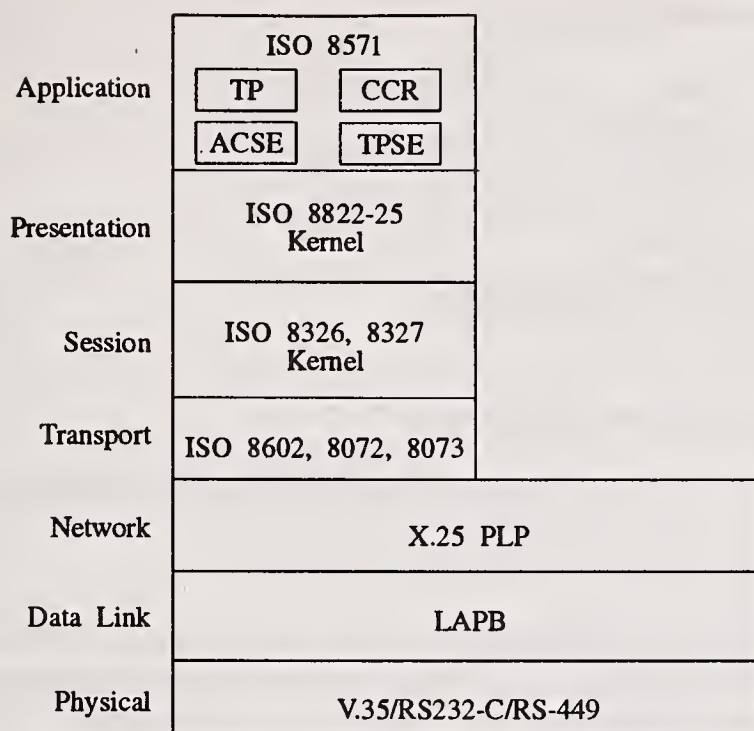 ISO 8571
Application
TP CCR
ACSE TPSE
Presentation
ISO 8822-25
Kernel
Session
ISO 8326, 8327
Kernel
Transport
ISO 8602, 8072, 8073
Network
X.25 PLP
Data Link
LAPB
Physical
V.35/RS232-C/RS-449